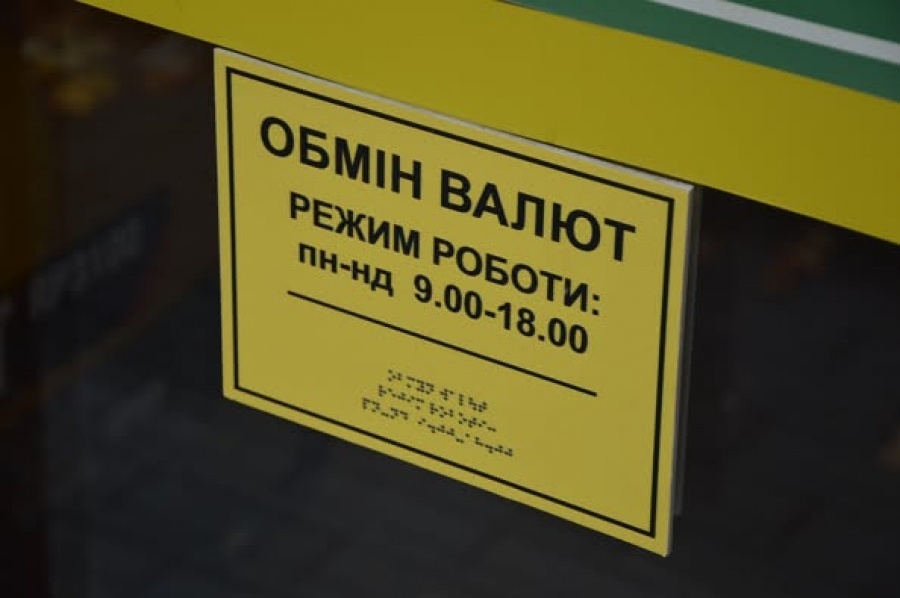 ОБМІН ВАЛЮТ
РЕЖИМ РОБОТИ:
пн-нд 9.00-18.00